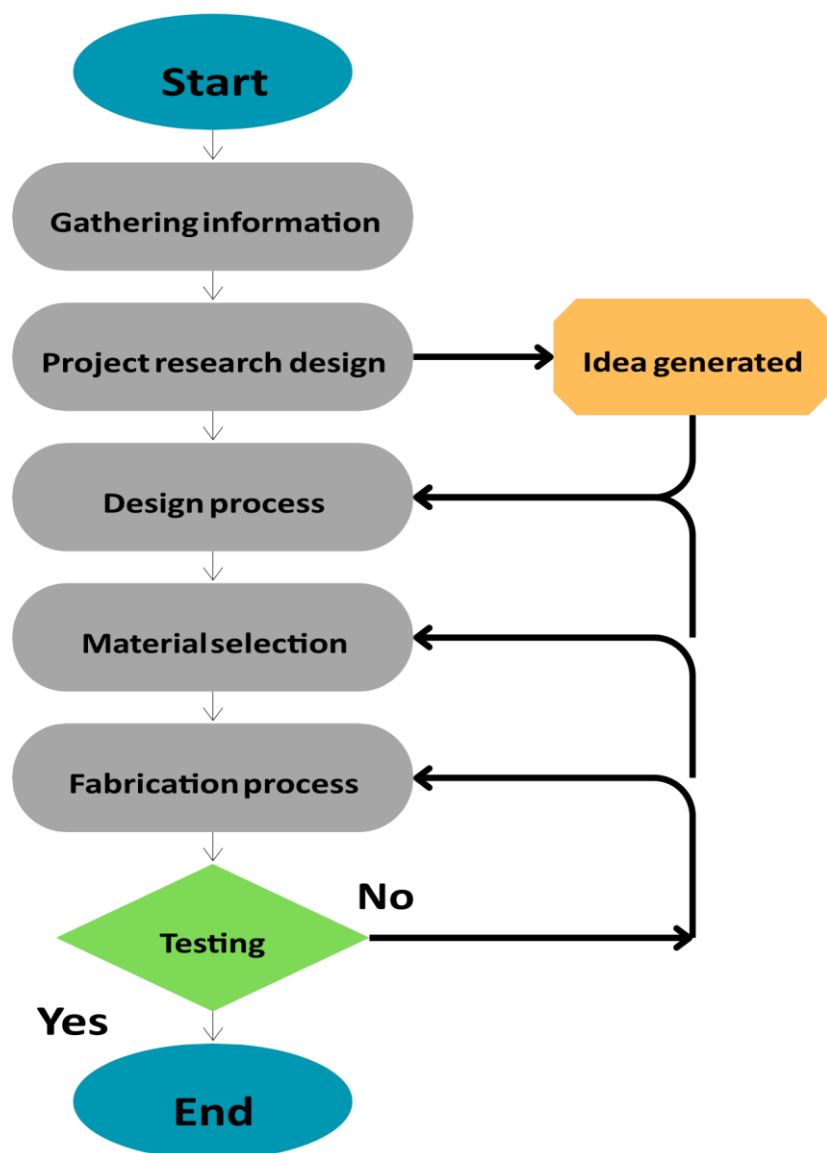 Start
Gathering information
Project research design
Idea generated
Design process
Material selection
Fabrication process
No
Testing
Yes
End